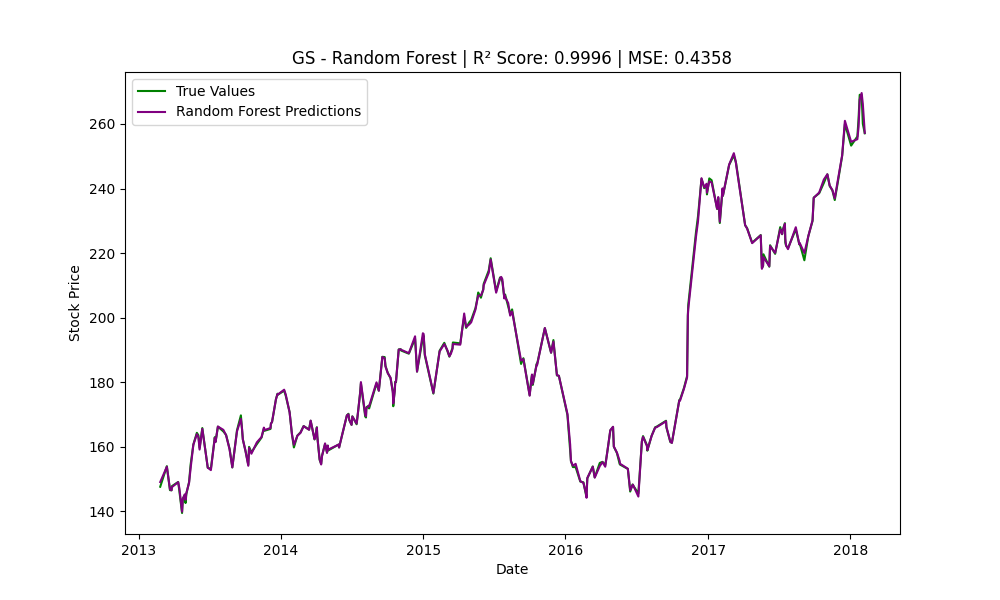 GS - Random Forest | R² Score: 0.9996 | MSE: 0.4358
True Values
Random Forest Predictions
Stock Price
260
240
220
200
180
160
140
2013 2014 2015 2016 2017 2018
Date